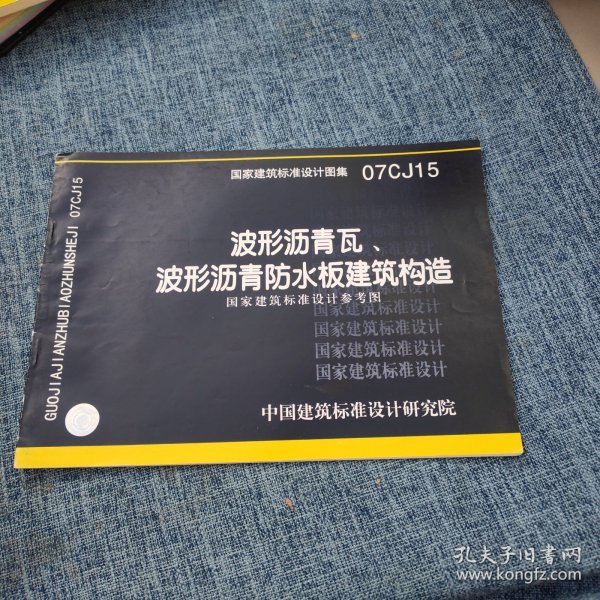 国家建筑标准设计图集 07CJ15
波形沥青瓦、
波形沥青防水板建筑构造
国家建筑标准设计参考图
国家建筑标准设计
国家建筑标准设计
国家建筑标准设计
国家建筑标准设计
中国建筑标准设计研究院
GUOJIAJIANZHUBIAOZHUNSHEJI 07CJ15
孔夫子旧书网
www.kongfz.com